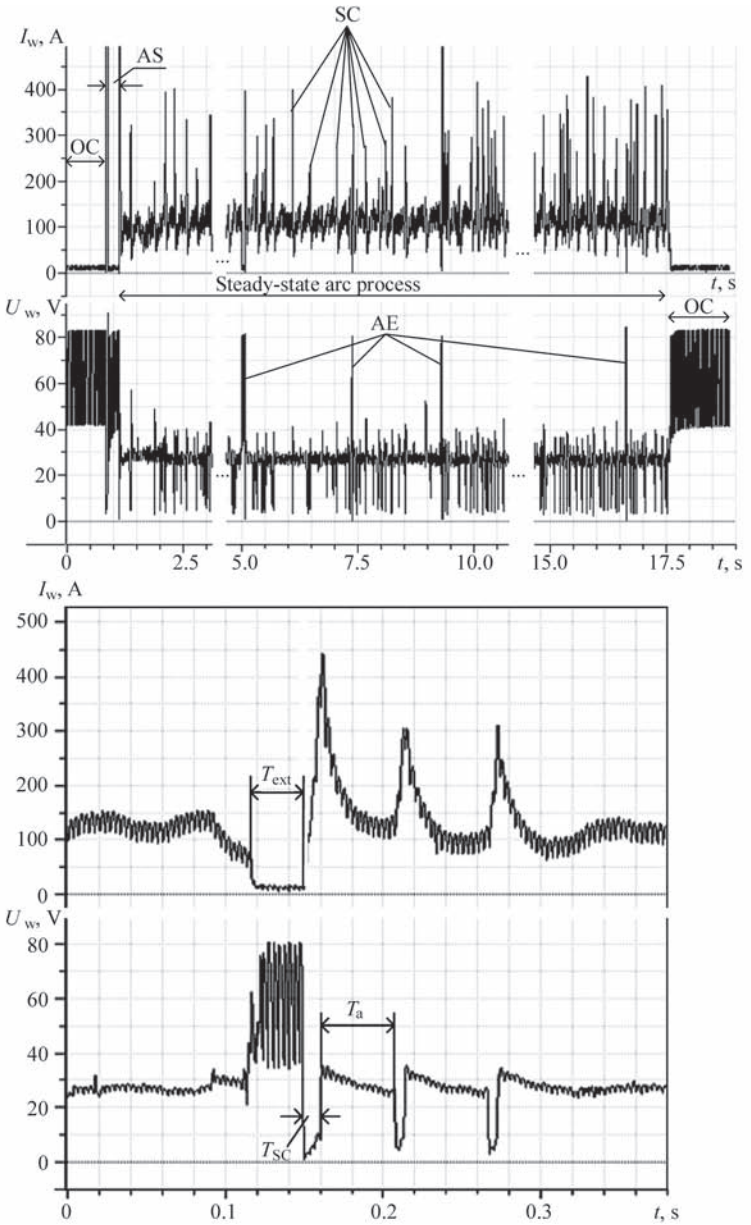 SC
I_w, A
AS
400
OC
300
200
100
0
... ...
t, s
Steady-state arc process
U_w, V
OC
80
AE
60
40
20
... ...
0
0 2.5 5.0 7.5 10.0 15.0 17.5 t, s
I_w, A
500
400
300
T_ext
200
100
0
U_w, V
80
60
T_a
40
20
T_SC
0
0 0.1 0.2 0.3 t, s